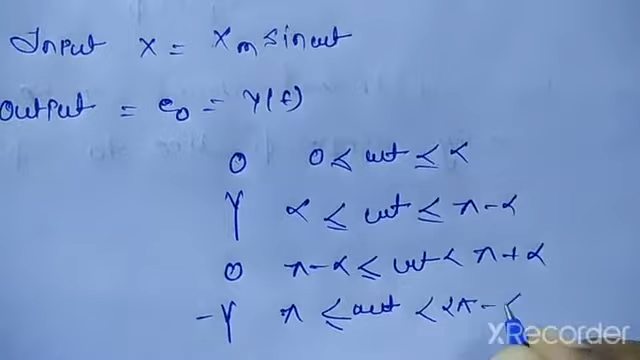 Input x = Xm sinωt
Output = e0 = Y(t)
0 0 < ωt ≤ α
Y α ≤ ωt ≤ π-α
0 π-α ≤ ωt < π+α
-Y π ≤ ωt < 2π-α
XRecorder